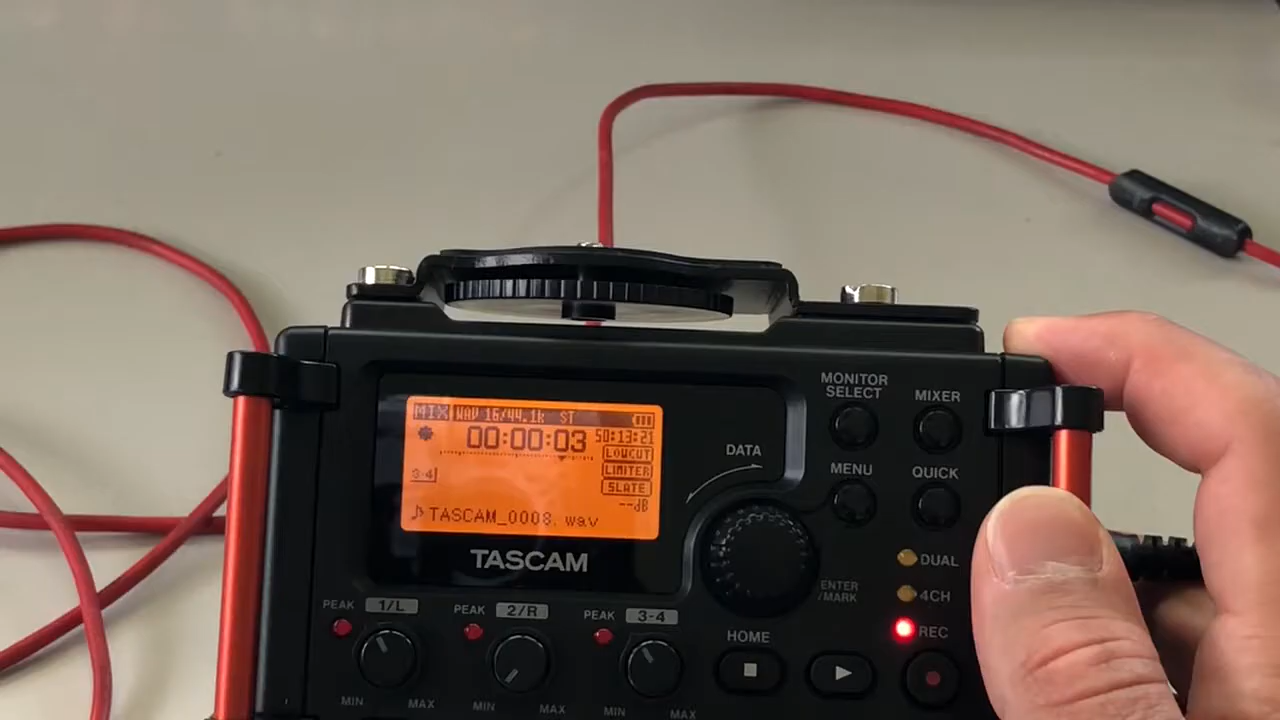 MIX WAV 16/44.1k ST
00:00:03 50:13:21
LOWCUT
LIMITER
3-4
SLATE
--dB
TASCAM_0008.wav
TASCAM
DATA
MONITOR
SELECT
MIXER
MENU
QUICK
DUAL
4CH
REC
ENTER
/MARK
PEAK 1/L
PEAK 2/R
PEAK 3-4
HOME
MIN MAX
MIN MAX
MIN MAX